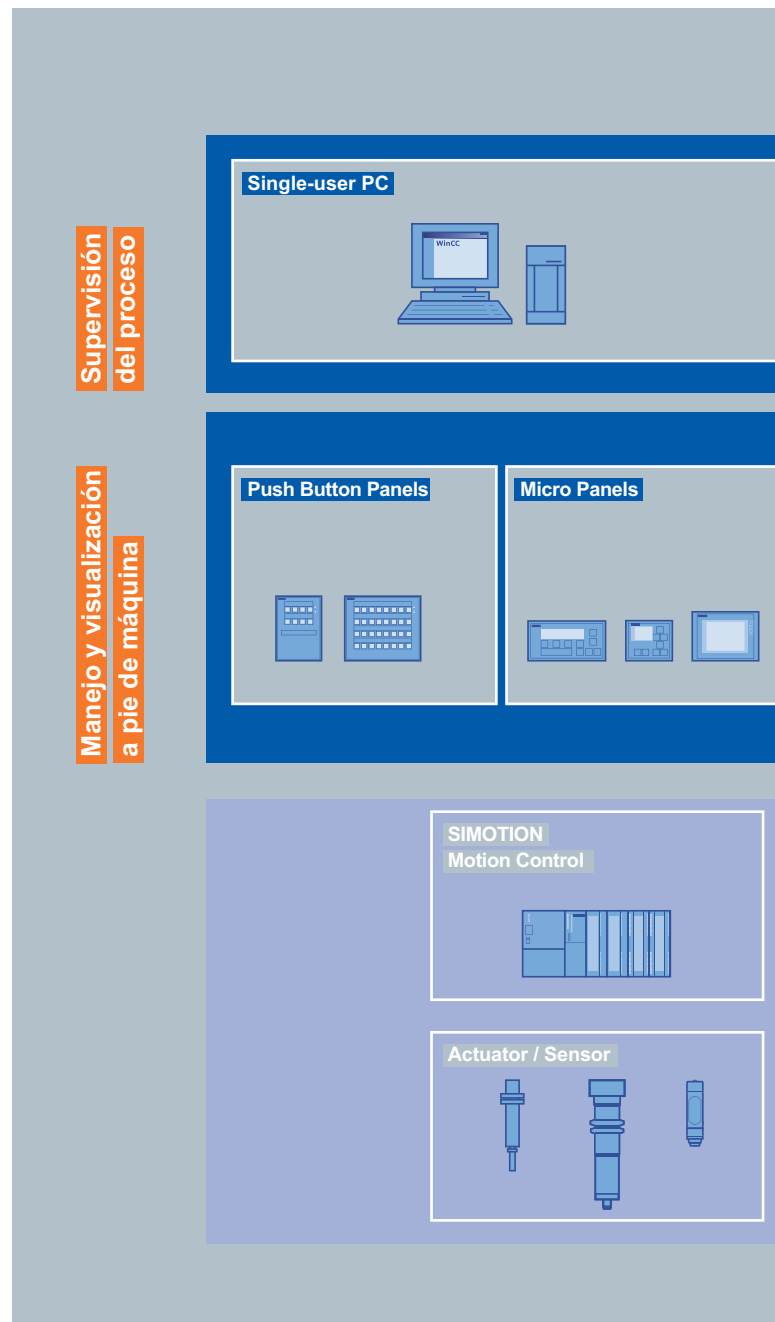 Single-user PC
WinCC
Supervisión
del proceso
Push Button Panels
Micro Panels
Manejo y visualización
a pie de máquina
SIMOTION
Motion Control
Actuator / Sensor